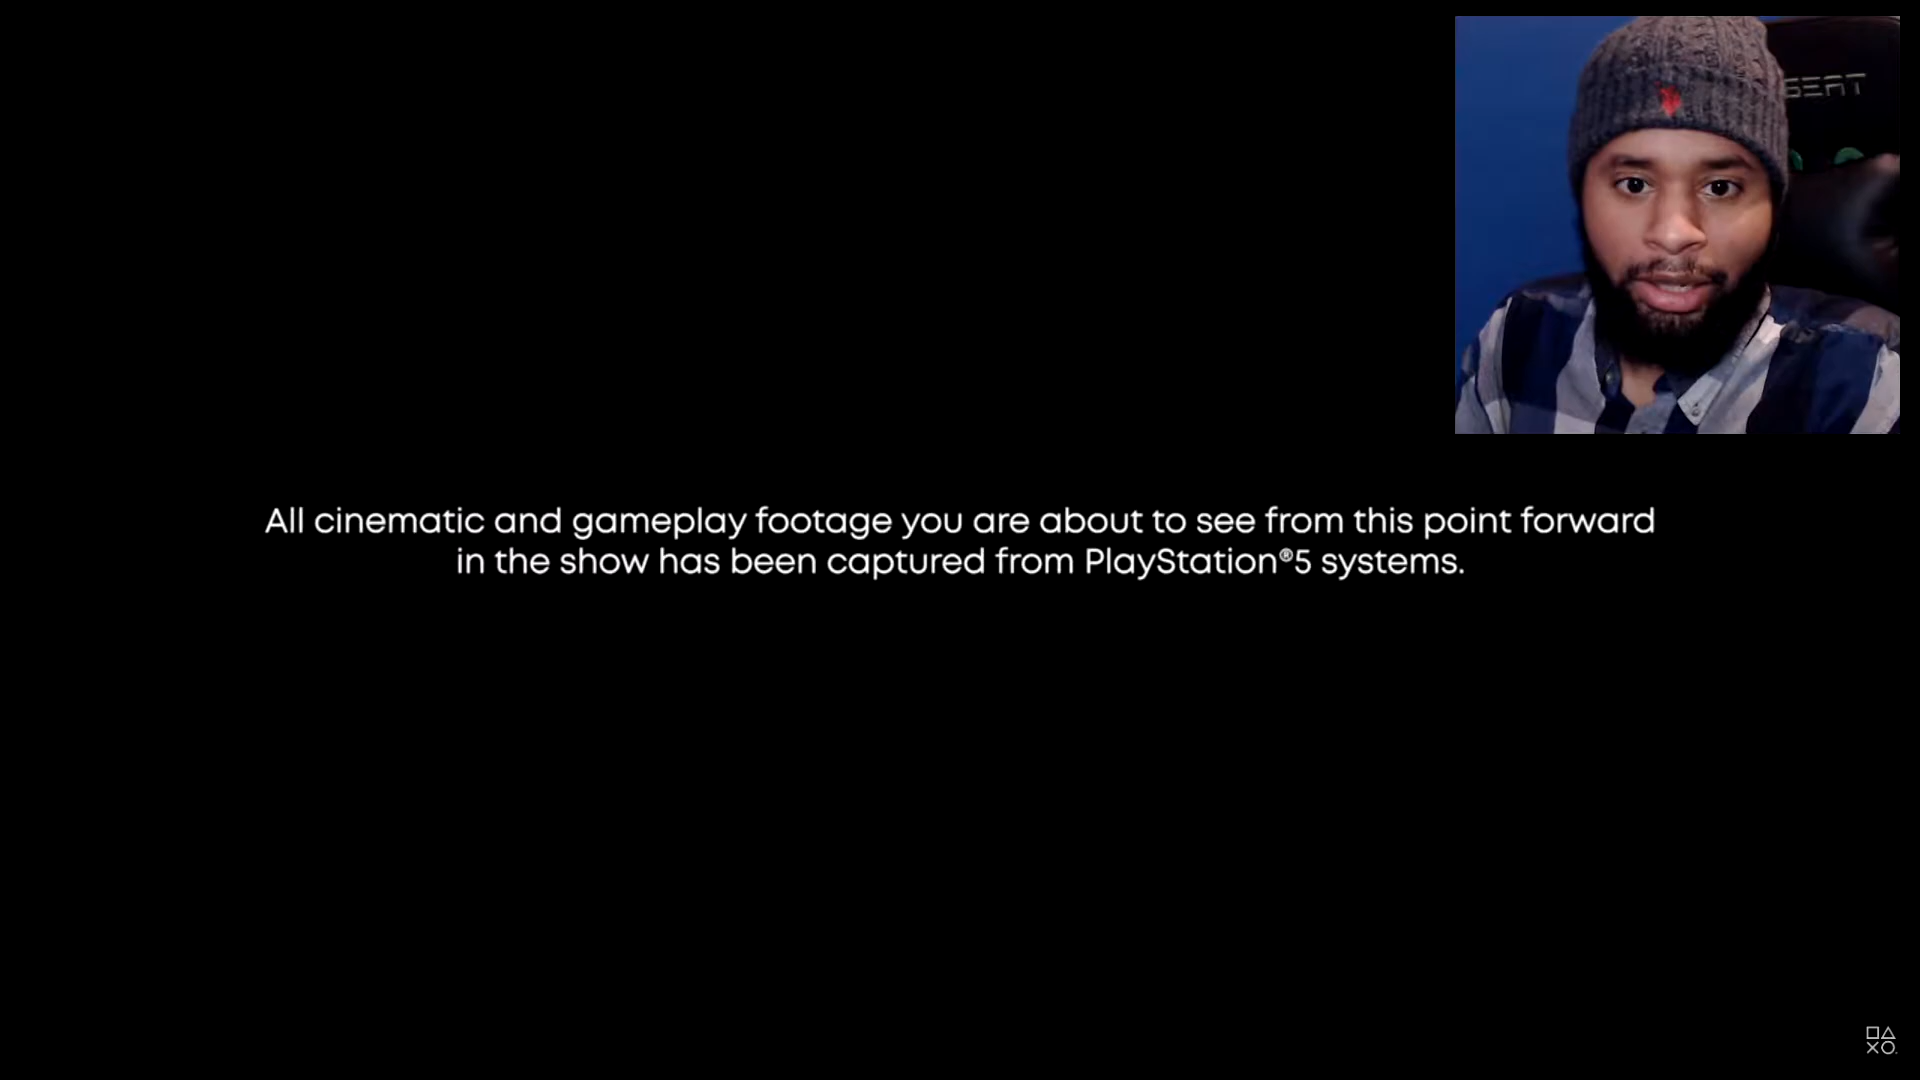 SEAT
All cinematic and gameplay footage you are about to see from this point forward
in the show has been captured from PlayStation®5 systems.